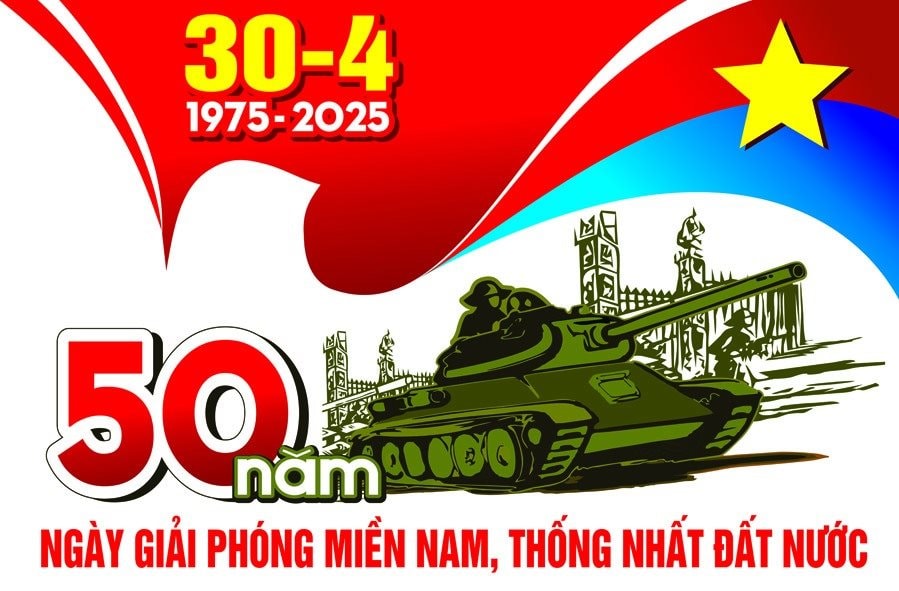 30-4
1975-2025
50
năm
NGÀY GIẢI PHÓNG MIỀN NAM, THỐNG NHẤT ĐẤT NƯỚC